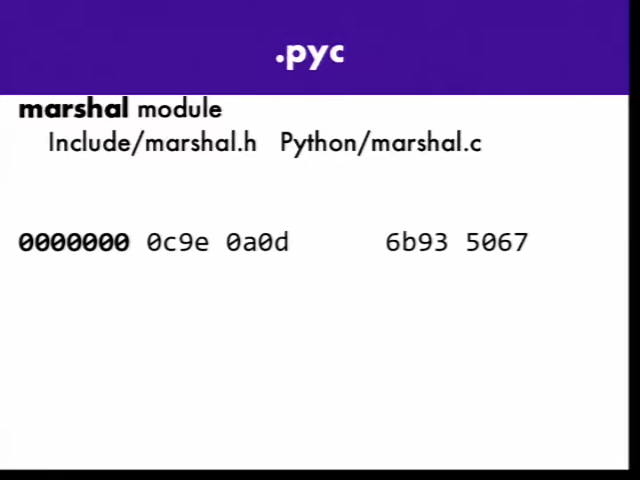 .pyc
marshal module
Include/marshal.h Python/marshal.c
0000000 0c9e 0a0d 6b93 5067